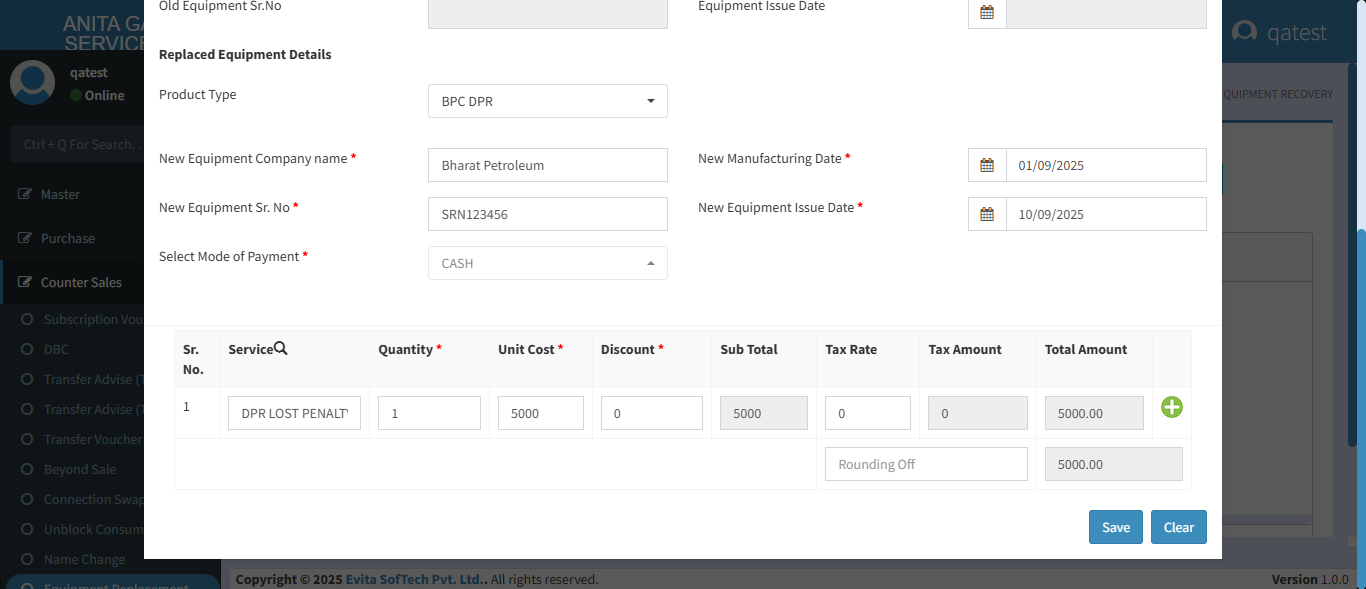 ANITA GA
SERVICE
qatest
qatest
Online
Ctrl + Q For Search. .
Master
Purchase
Counter Sales
Subscription Vou
DBC
Transfer Advise (T
Transfer Advise (T
Transfer Voucher
Beyond Sale
Connection Swap
Unblock Consum
Name Change
Equipment Replacement
QUIPMENT RECOVERY
Old Equipment Sr.No
Equipment Issue Date
Replaced Equipment Details
Product Type
BPC DPR
New Equipment Company name *
Bharat Petroleum
New Manufacturing Date *
01/09/2025
New Equipment Sr. No *
SRN123456
New Equipment Issue Date *
10/09/2025
Select Mode of Payment *
CASH
Sr. No. Service Quantity * Unit Cost * Discount * Sub Total Tax Rate Tax Amount Total Amount
1 DPR LOST PENALT 1 5000 0 5000 0 0 5000.00
Rounding Off 5000.00
Save Clear
Copyright © 2025 Evita SofTech Pvt. Ltd.. All rights reserved.
Version 1.0.0